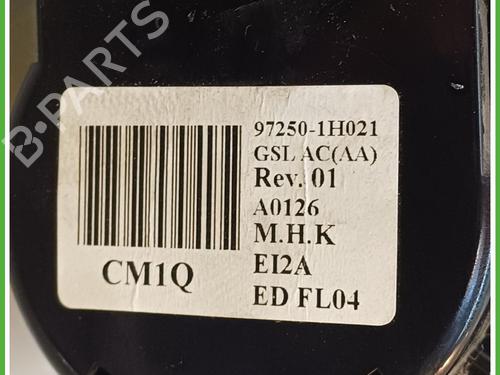 B-PARTS
97250-1H021
GSL AC(AA)
Rev. 01
A0126
M.H.K
EI2A
ED FL04
CM1Q